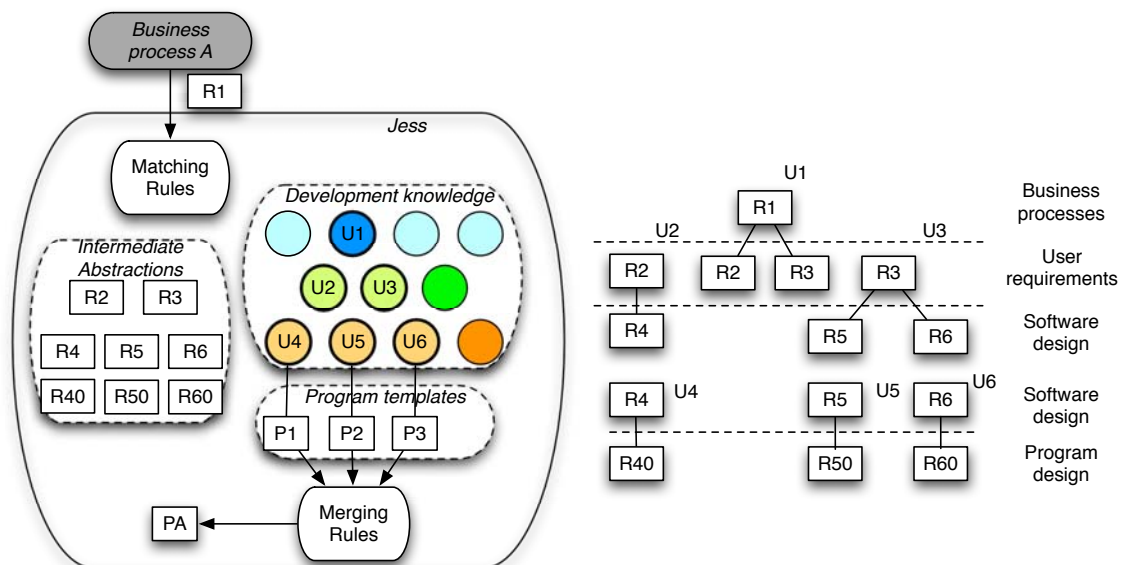 Business
process A
R1
Jess
Matching
Rules
Development knowledge
U1
U2 U3
U4 U5 U6
Intermediate
Abstractions
R2 R3
R4 R5 R6
R40 R50 R60
Program templates
P1 P2 P3
PA
Merging
Rules
U1
R1
Business
processes
U2 U3
R2 R2 R3 R3
User
requirements
R4 R5 R6
Software
design
R4 U4 R5 U5 R6 U6
Software
design
R40 R50 R60
Program
design